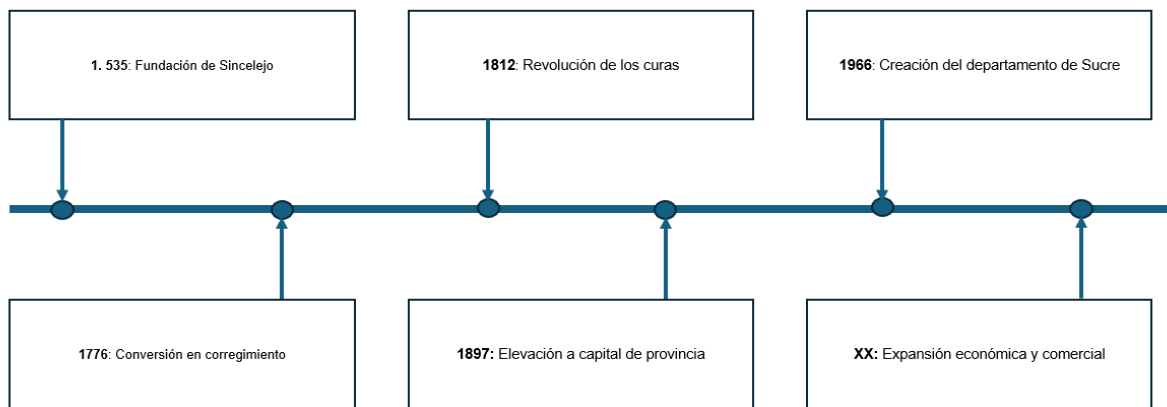 1. 535: Fundación de Sincelejo
1812: Revolución de los curas
1966: Creación del departamento de Sucre
1776: Conversión en corregimiento
1897: Elevación a capital de provincia
XX: Expansión económica y comercial